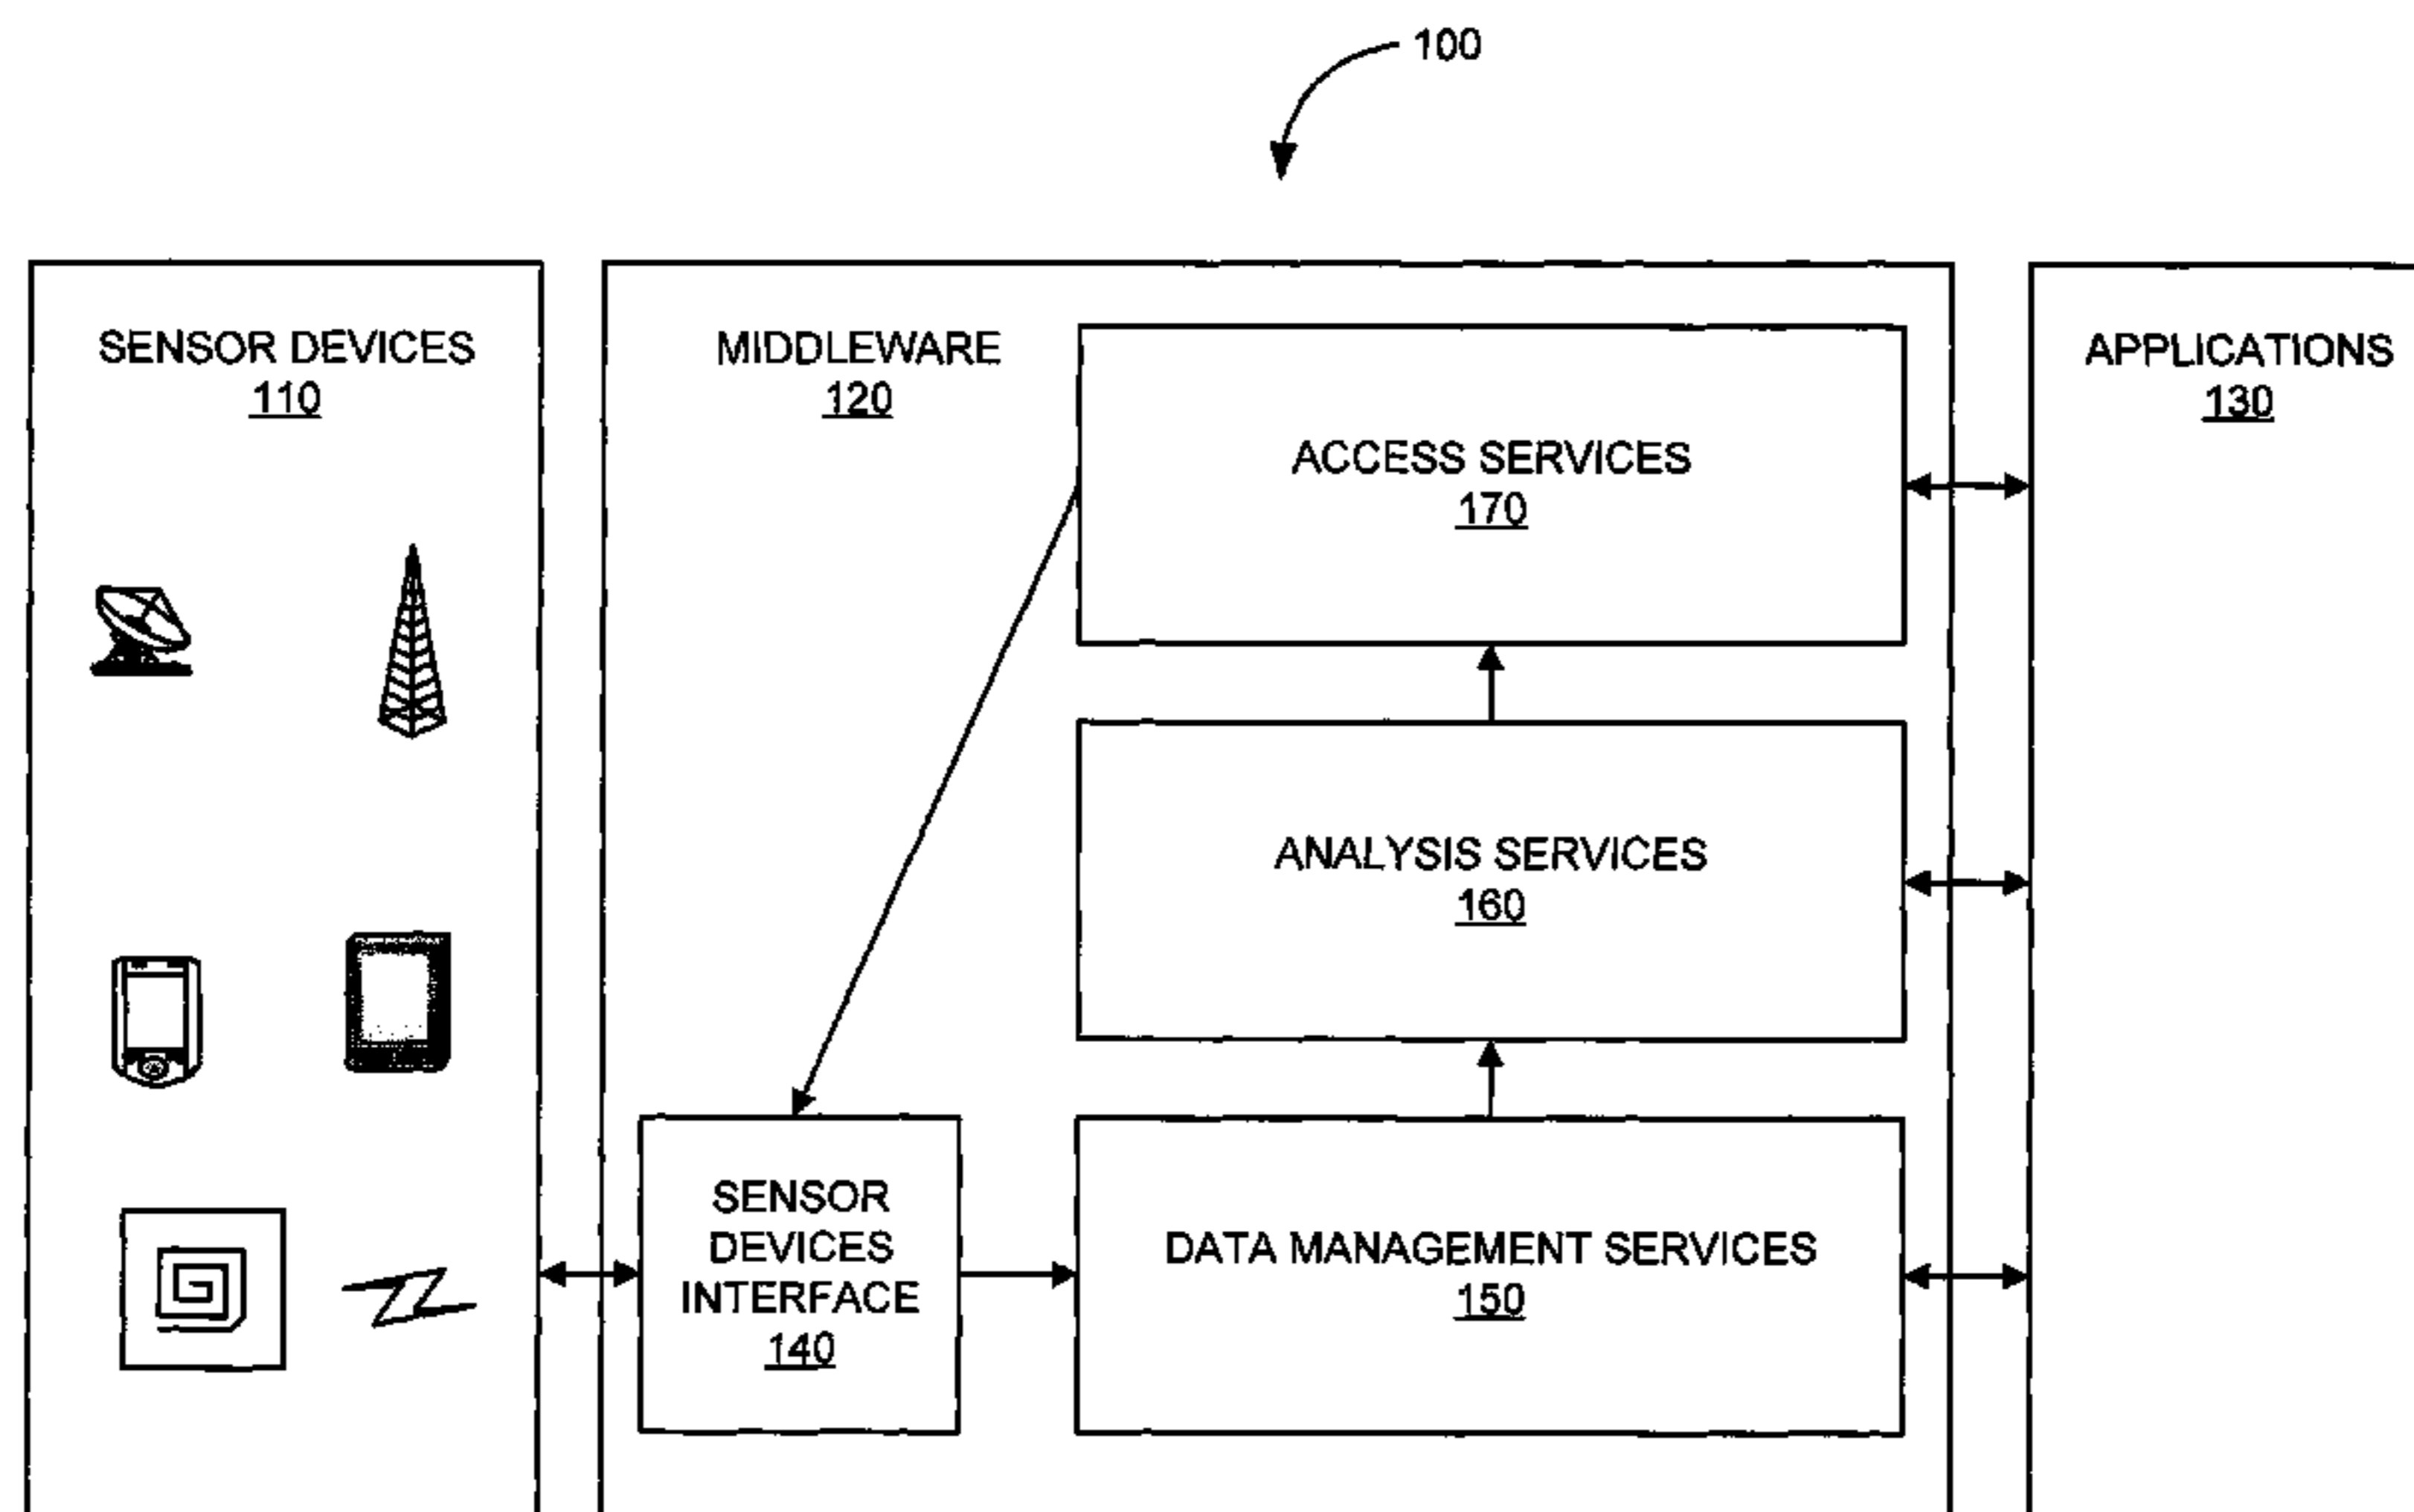 100
SENSOR DEVICES
110
MIDDLEWARE
120
APPLICATIONS
130
ACCESS SERVICES
170
ANALYSIS SERVICES
160
SENSOR
DEVICES
INTERFACE
140
DATA MANAGEMENT SERVICES
150